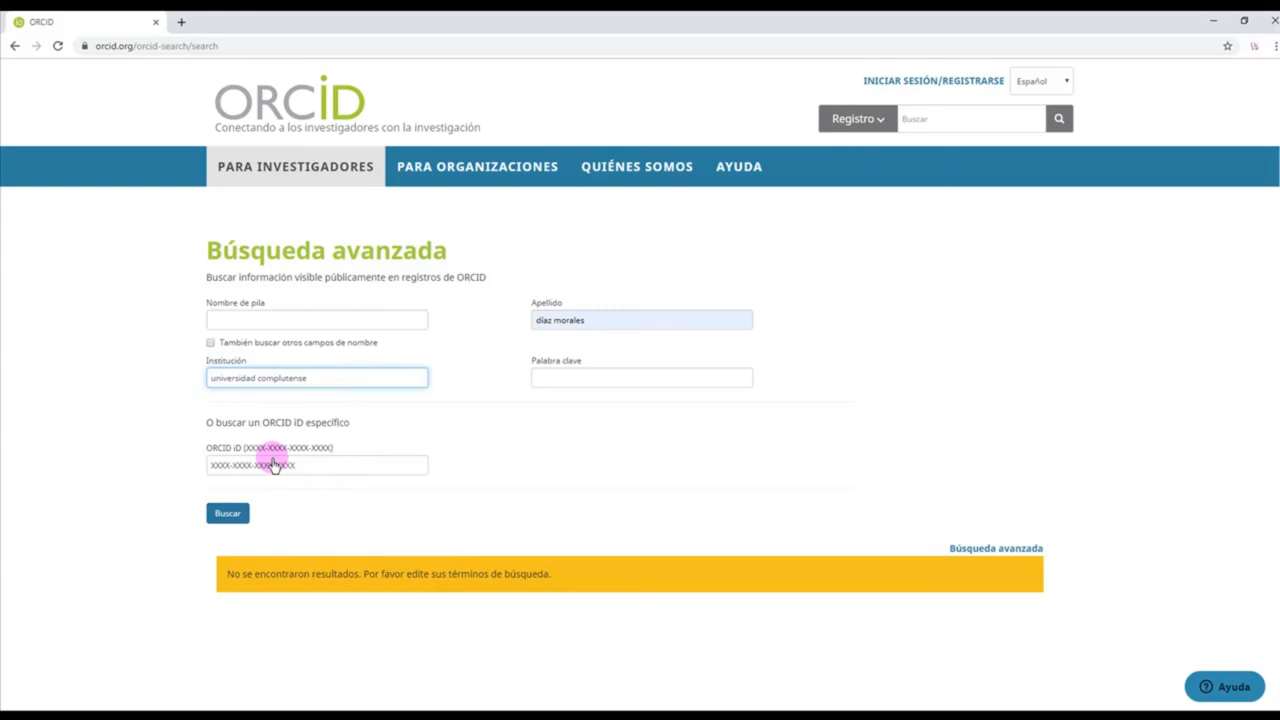 ORCID
orcid.org/orcid-search/search
ORCID
Conectando a los investigadores con la investigación
INICIAR SESIÓN/REGISTRARSE
Español
Registro
Buscar
PARA INVESTIGADORES
PARA ORGANIZACIONES
QUIÉNES SOMOS
AYUDA
Búsqueda avanzada
Buscar información visible públicamente en registros de ORCID
Nombre de pila
Apellido
díaz morales
También buscar otros campos de nombre
Institución
Palabra clave
universidad complutense
O buscar un ORCID iD específico
ORCID iD (XXXX-XXXX-XXXX-XXXX)
XXXX-XXXX-XXXX-XXXX
Buscar
Búsqueda avanzada
No se encontraron resultados. Por favor edite sus términos de búsqueda.
Ayuda